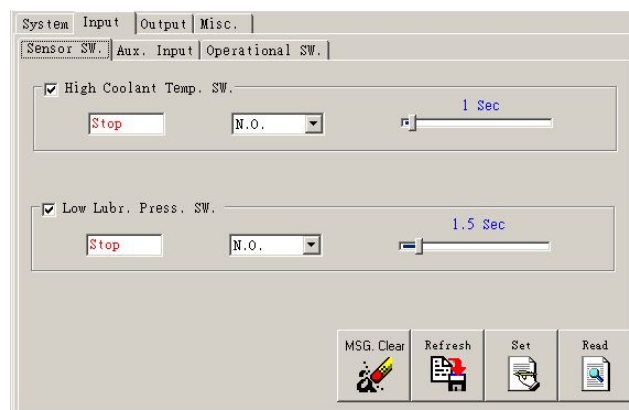 System Input Output Misc.
Sensor SW. Aux. Input Operational SW.
High Coolant Temp. SW.
1 Sec
Stop N.O.
Low Lubr. Press. SW.
1.5 Sec
Stop N.O.
MSG. Clear Refresh Set Read